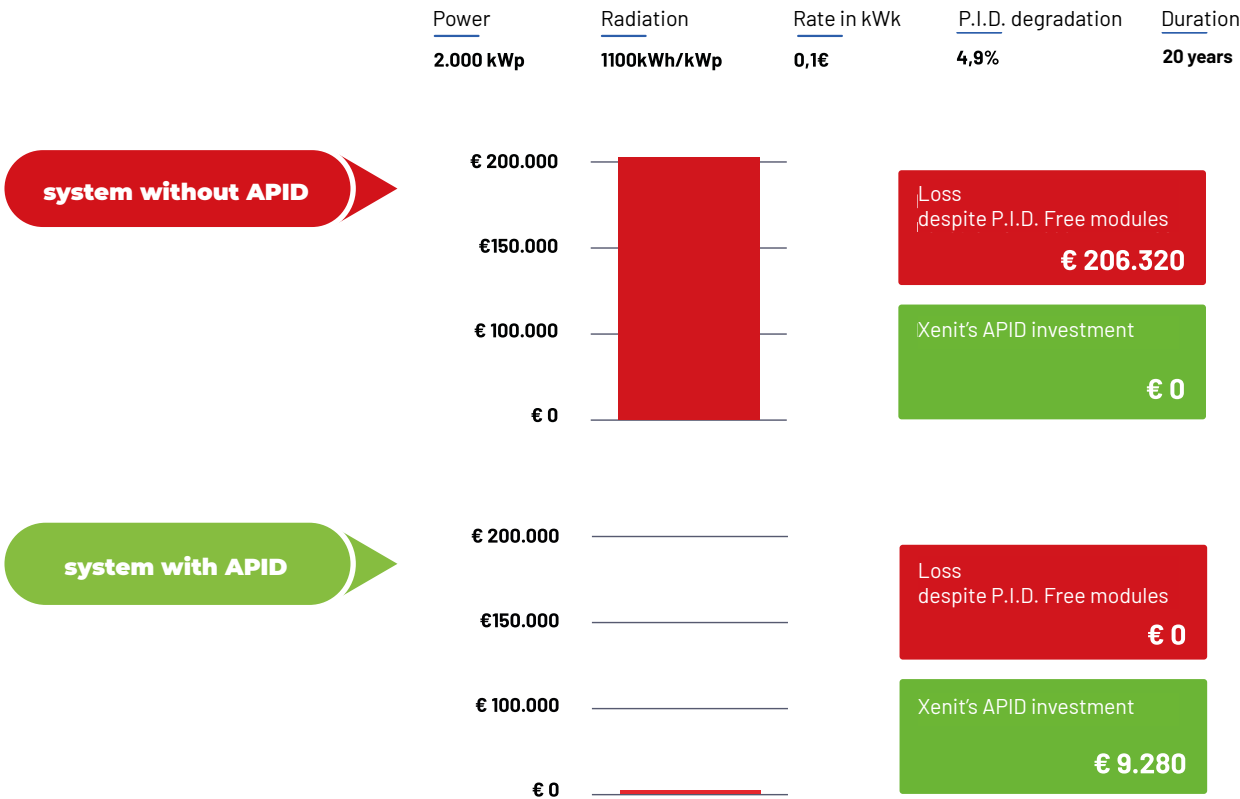 Power
2.000 kWp
Radiation
1100kWh/kWp
Rate in kWk
0,1€
P.I.D. degradation
4,9%
Duration
20 years
system without APID
€ 200.000
€150.000
€ 100.000
€ 0
Loss
despite P.I.D. Free modules
€ 206.320
Xenit's APID investment
€ 0
system with APID
€ 200.000
€150.000
€ 100.000
€ 0
Loss
despite P.I.D. Free modules
€ 0
Xenit's APID investment
€ 9.280